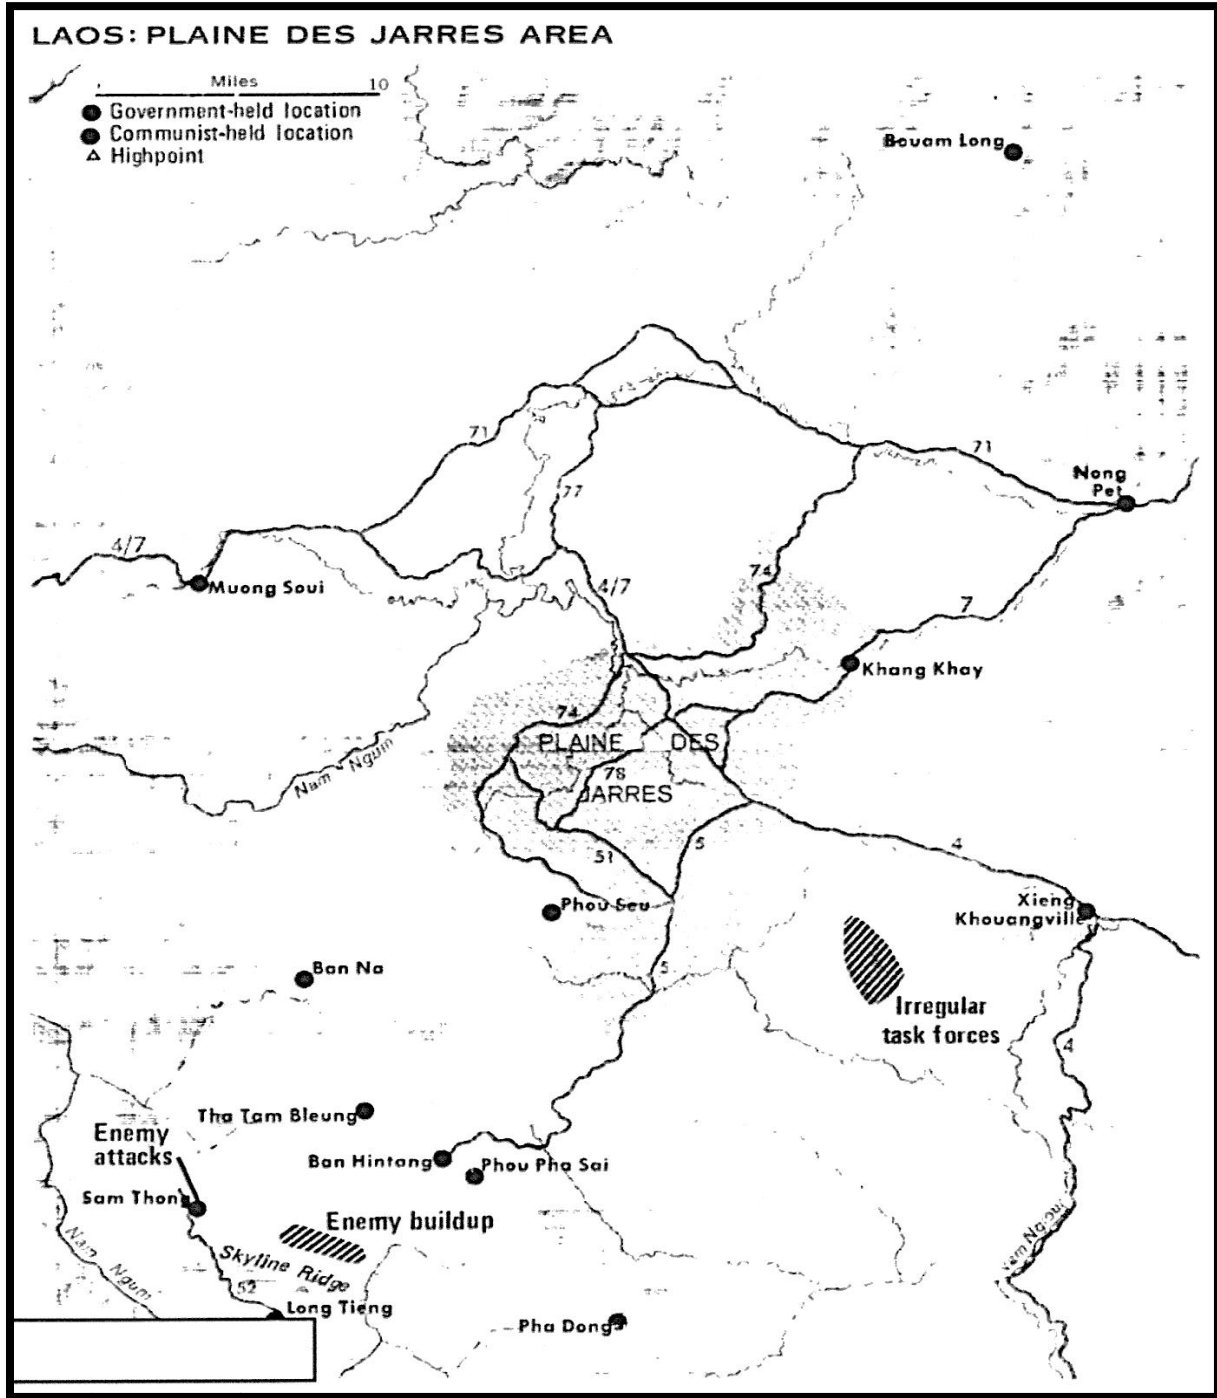 LAOS: PLAINE DES JARRES AREA
Miles 10
Government-held location
Communist-held location
Highpoint
Bouam Long
71
71
Nong
Pet
77
4/7
Muong Soui
4/7
74
7
Khang Khay
74
PLAINE DES
Nam Nguin
78
JARRES
5
51
4
Xieng
Khouangville
Phou Seu
Ban Na
5
Irregular
task forces
4
Tha Tam Bleung
Enemy
attacks
Ban Hintang
Phou Pha Sai
Sam Thong
Enemy buildup
Skyline Ridge
Nam Ngum
52
Long Tieng
Pha Dong